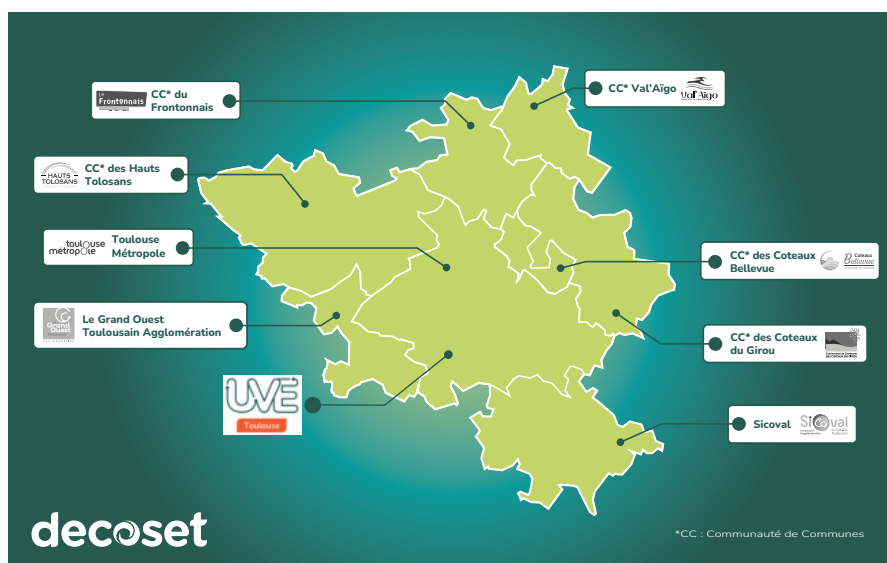 Le
Frontonnais
CC* du
Frontonnais
CC* Val'Aïgo
Val'Aïgo
HAUTS
TOLOSANS
CC* des Hauts
Tolosans
toulouse
métropole
Toulouse
Métropole
CC* des Coteaux
Bellevue
Coteaux
Bellevue
Grand
Ouest
Le Grand Ouest
Toulousain Agglomération
CC* des Coteaux
du Girou
UVE
Toulouse
Sicoval
Sicoval
decoset
*CC : Communauté de Communes